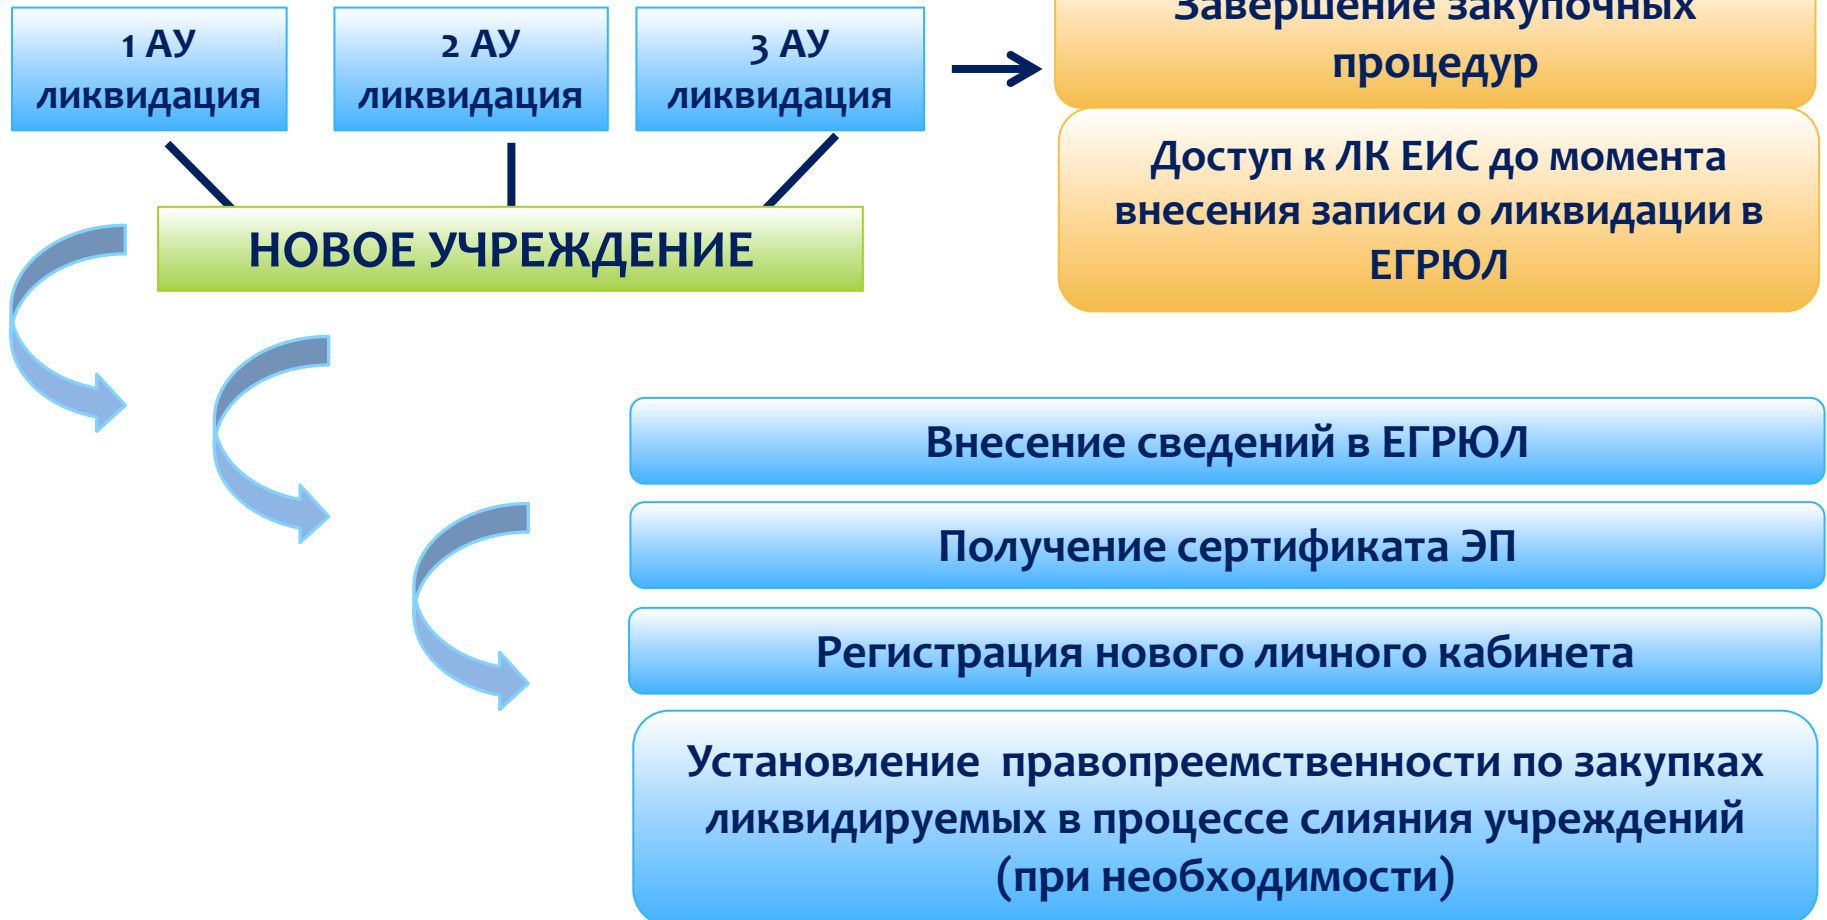 1 АУ
ликвидация
2 АУ
ликвидация
3 АУ
ликвидация
Завершение закупочных
процедур
Доступ к ЛК ЕИС до момента
внесения записи о ликвидации в
ЕГРЮЛ
НОВОЕ УЧРЕЖДЕНИЕ
Внесение сведений в ЕГРЮЛ
Получение сертификата ЭП
Регистрация нового личного кабинета
Установление правопреемственности по закупках
ликвидируемых в процессе слияния учреждений
(при необходимости)